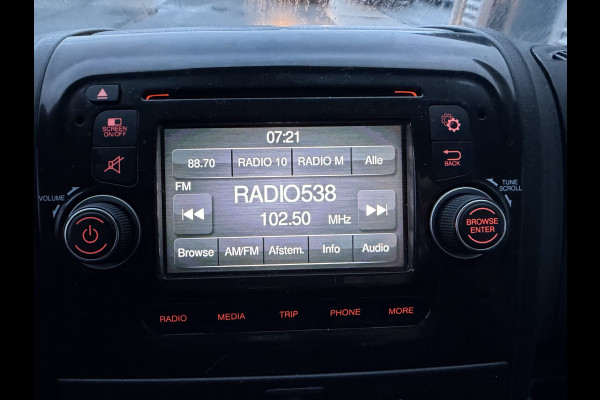 07:21
SCREEN
ON/OFF
88.70 RADIO 10 RADIO M Alle
BACK
FM
RADIO538
102.50 MHz
VOLUME
TUNE
SCROLL
BROWSE
ENTER
Browse AM/FM Afstem. Info Audio
RADIO MEDIA TRIP PHONE MORE